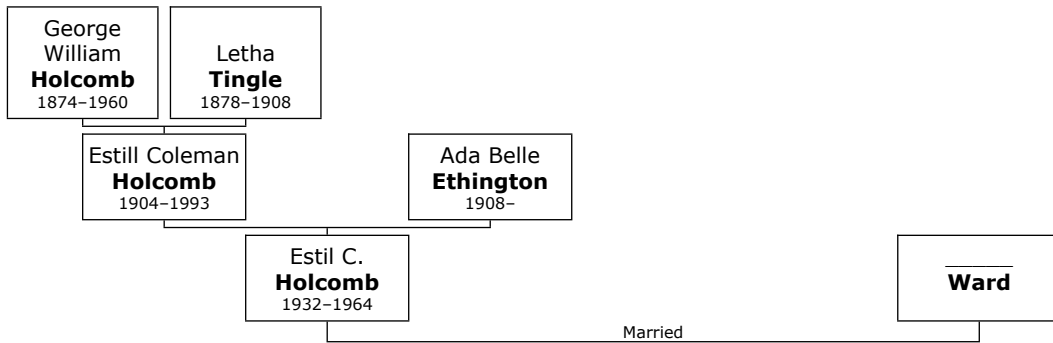 George
William
Holcomb
1874–1960
Letha
Tingle
1878–1908
Estill Coleman
Holcomb
1904–1993
Ada Belle
Ethington
1908–
Estil C.
Holcomb
1932–1964
_____
Ward
Married